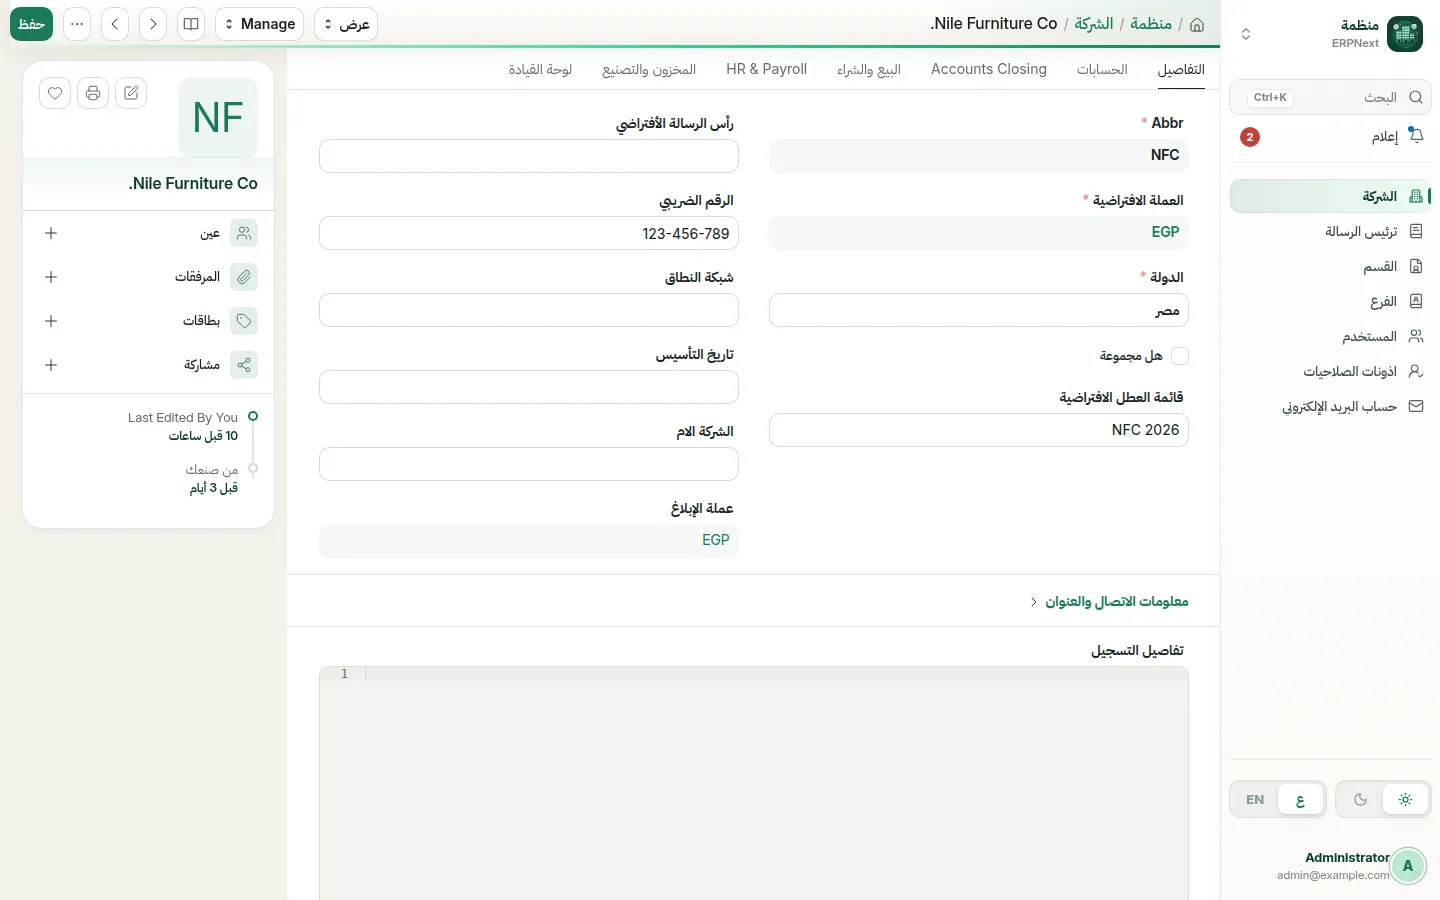 منظمة
ERPNext
البحث
Ctrl+K
إعلام
2
الشركة
ترئيس الرسالة
القسم
الفرع
المستخدم
اذونات الصلاحيات
حساب البريد الإلكتروني
ع
EN
A
Administrator
admin@example.com
منظمة / الشركة / Nile Furniture Co.
عرض
Manage
حفظ
التفاصيل
الحسابات
Accounts Closing
البيع والشراء
HR & Payroll
المخزون والتصنيع
لوحة القيادة
Abbr *
NFC
العملة الافتراضية *
EGP
الدولة *
مصر
هل مجموعة
قائمة العطل الافتراضية
NFC 2026
رأس الرسالة الأفتراضي
الرقم الضريبي
123-456-789
شبكة النطاق
تاريخ التأسيس
الشركة الام
عملة الإبلاغ
EGP
معلومات الاتصال والعنوان
تفاصيل التسجيل
1
NF
Nile Furniture Co.
عين
المرفقات
بطاقات
مشاركة
Last Edited By You
10 قبل ساعات
من صنعك
قبل 3 أيام